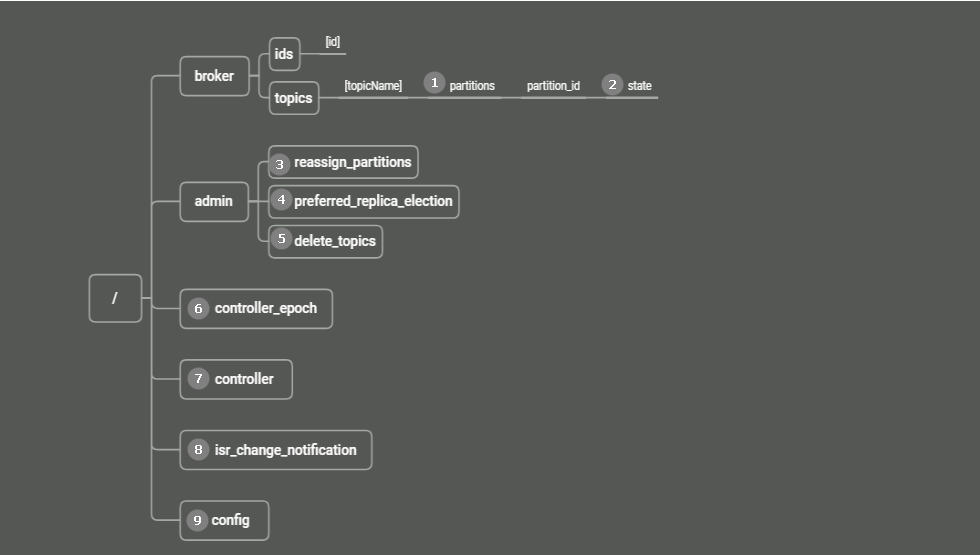 [id]
ids
broker
[topicName] 1 partitions partition_id 2 state
topics
3 reassign_partitions
admin 4 preferred_replica_election
5 delete_topics
/
6 controller_epoch
7 controller
8 isr_change_notification
9 config